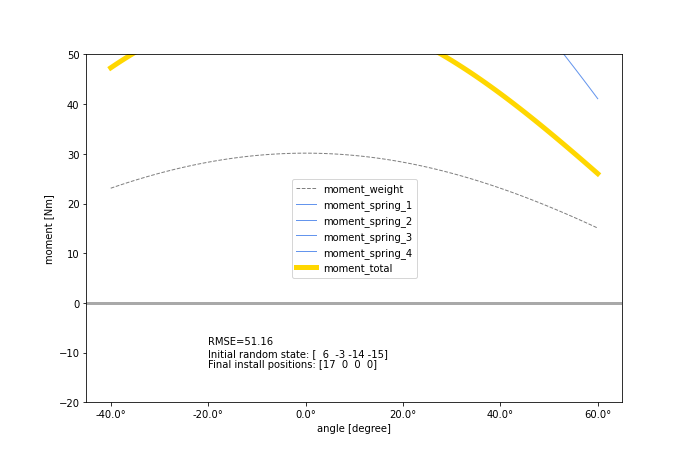 50
40
30
20
10
0
−10
−20
moment [Nm]
moment_weight
moment_spring_1
moment_spring_2
moment_spring_3
moment_spring_4
moment_total
RMSE=51.16
Initial random state: [  6  -3 -14 -15]
Final install positions: [17  0  0  0]
-40.0° -20.0° 0.0° 20.0° 40.0° 60.0°
angle [degree]